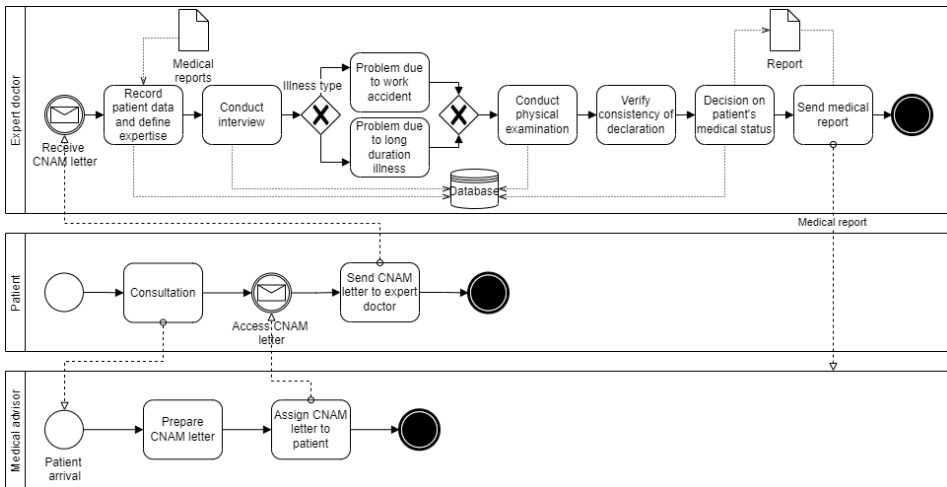 Expert doctor
Medical
reports
Report
Receive
CNAM letter
Record
patient data
and define
expertise
Conduct
interview
Illness type
Problem due
to work
accident
Problem due
to long
duration
illness
Conduct
physical
examination
Verify
consistency of
declaration
Decision on
patient's
medical status
Send medical
report
Database
Medical report
Patient
Consultation
Access CNAM
letter
Send CNAM
letter to expert
doctor
Medical advisor
Patient
arrival
Prepare
CNAM letter
Assign CNAM
letter to
patient